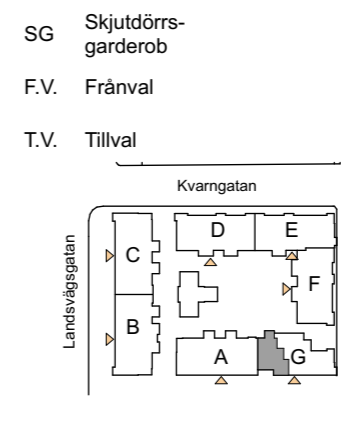 SG Skjutdörrs-
garderob
F.V. Frånval
T.V. Tillval
Kvarngatan
Landsvägsgatan
C
D
E
F
B
A
G